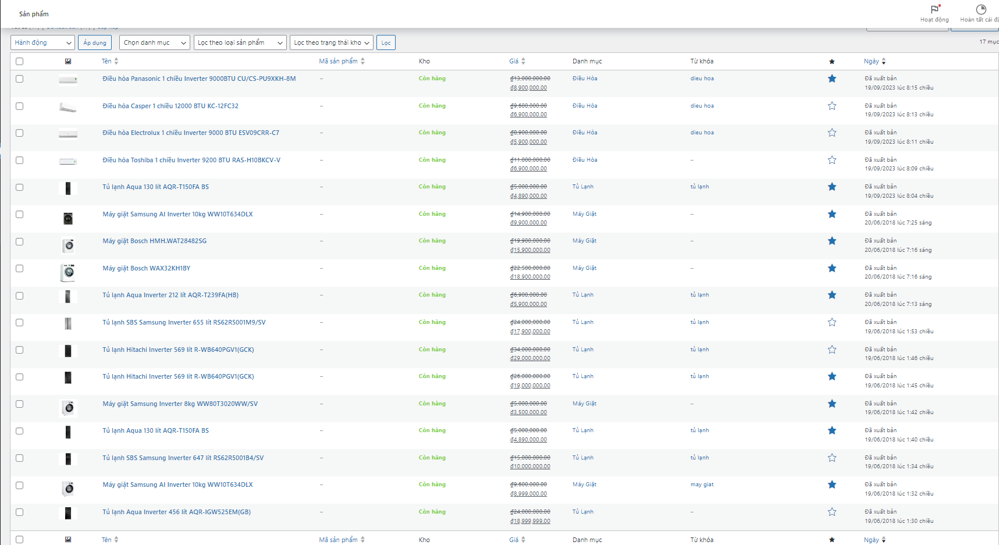 Sản phẩm
Hoạt động
Hoàn tất cài đặ
Hành động
Áp dụng
Chọn danh mục
Lọc theo loại sản phẩm
Lọc theo trạng thái kho
Lọc
17 mục
Tên Mã sản phẩm Kho Giá Danh mục Từ khóa ★ Ngày
Điều hòa Panasonic 1 chiều Inverter 9000BTU CU/CS-PU9XKH-8M – Còn hàng ₫13,000,000.00 Điều Hòa dieu hoa Đã xuất bản
₫8,900,000.00 19/09/2023 lúc 8:15 chiều
Điều hòa Casper 1 chiều 12000 BTU KC-12FC32 – Còn hàng ₫9,600,000.00 Điều Hòa dieu hoa Đã xuất bản
₫6,900,000.00 19/09/2023 lúc 8:13 chiều
Điều hòa Electrolux 1 chiều Inverter 9000 BTU ESV09CRR-C7 – Còn hàng ₫8,900,000.00 Điều Hòa dieu hoa Đã xuất bản
₫5,900,000.00 19/09/2023 lúc 8:11 chiều
Điều hòa Toshiba 1 chiều Inverter 9200 BTU RAS-H10BKCV-V – Còn hàng ₫11,000,000.00 Điều Hòa – Đã xuất bản
₫6,900,000.00 19/09/2023 lúc 8:09 chiều
Tủ lạnh Aqua 130 lít AQR-T150FA BS – Còn hàng ₫5,000,000.00 Tủ Lạnh tủ lạnh Đã xuất bản
₫4,890,000.00 19/09/2023 lúc 8:04 chiều
Máy giặt Samsung AI Inverter 10kg WW10T634DLX – Còn hàng ₫14,900,000.00 Máy Giặt – Đã xuất bản
₫9,900,000.00 20/06/2018 lúc 7:25 sáng
Máy giặt Bosch HMH.WAT28482SG – Còn hàng ₫19,900,000.00 Máy Giặt – Đã xuất bản
₫15,900,000.00 20/06/2018 lúc 7:16 sáng
Máy giặt Bosch WAX32KH1BY – Còn hàng ₫22,500,000.00 Máy Giặt – Đã xuất bản
₫18,900,000.00 20/06/2018 lúc 7:16 sáng
Tủ lạnh Aqua Inverter 212 lít AQR-T239FA(HB) – Còn hàng ₫6,900,000.00 Tủ Lạnh tủ lạnh Đã xuất bản
₫5,900,000.00 20/06/2018 lúc 7:13 sáng
Tủ lạnh SBS Samsung Inverter 655 lít RS62R5001M9/SV – Còn hàng ₫24,000,000.00 Tủ Lạnh tủ lạnh Đã xuất bản
₫17,900,000.00 19/06/2018 lúc 1:53 chiều
Tủ lạnh Hitachi Inverter 569 lít R-WB640PGV1(GCK) – Còn hàng ₫34,000,000.00 Tủ Lạnh tủ lạnh Đã xuất bản
₫29,000,000.00 19/06/2018 lúc 1:46 chiều
Tủ lạnh Hitachi Inverter 569 lít R-WB640PGV1(GCK) – Còn hàng ₫26,000,000.00 Tủ Lạnh tủ lạnh Đã xuất bản
₫19,000,000.00 19/06/2018 lúc 1:45 chiều
Máy giặt Samsung Inverter 8kg WW80T3020WW/SV – Còn hàng ₫5,000,000.00 Máy Giặt – Đã xuất bản
₫3,500,000.00 19/06/2018 lúc 1:42 chiều
Tủ lạnh Aqua 130 lít AQR-T150FA BS – Còn hàng ₫5,000,000.00 Tủ Lạnh tủ lạnh Đã xuất bản
₫4,890,000.00 19/06/2018 lúc 1:40 chiều
Tủ lạnh SBS Samsung Inverter 647 lít RS62R5001B4/SV – Còn hàng ₫15,000,000.00 Tủ Lạnh tủ lạnh Đã xuất bản
₫10,000,000.00 19/06/2018 lúc 1:34 chiều
Máy giặt Samsung AI Inverter 10kg WW10T634DLX – Còn hàng ₫9,600,000.00 Máy Giặt may giat Đã xuất bản
₫8,999,000.00 19/06/2018 lúc 1:32 chiều
Tủ lạnh Aqua Inverter 456 lít AQR-IGW525EM(GB) – Còn hàng ₫24,000,000.00 Tủ Lạnh – Đã xuất bản
₫18,999,999.00 19/06/2018 lúc 1:30 chiều
Tên Mã sản phẩm Kho Giá Danh mục Từ khóa ★ Ngày